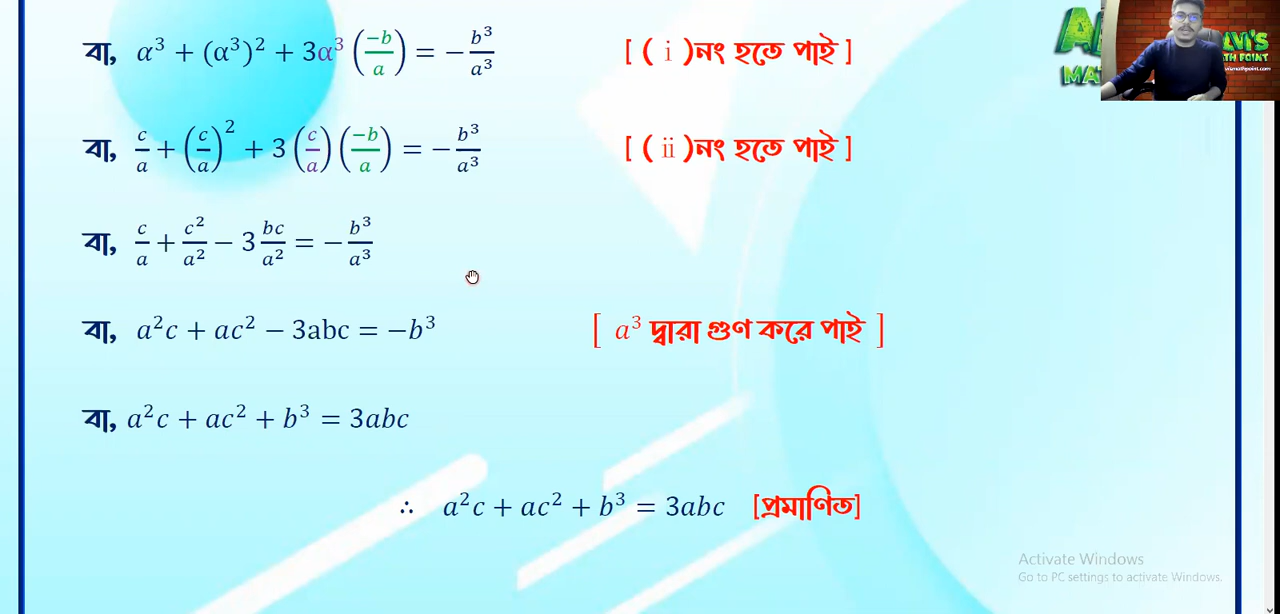 বা, α³ + (α³)² + 3α³ (-b/a) = − b³/a³ [ ( i )নং হতে পাই ]
বা, c/a + (c/a)² + 3 (c/a) (-b/a) = − b³/a³ [ ( ii )নং হতে পাই ]
বা, c/a + c²/a² − 3 bc/a² = − b³/a³
বা, a²c + ac² − 3abc = −b³ [ a³ দ্বারা গুণ করে পাই ]
বা, a²c + ac² + b³ = 3abc
∴ a²c + ac² + b³ = 3abc [প্রমাণিত]
Activate Windows
Go to PC settings to activate Windows.